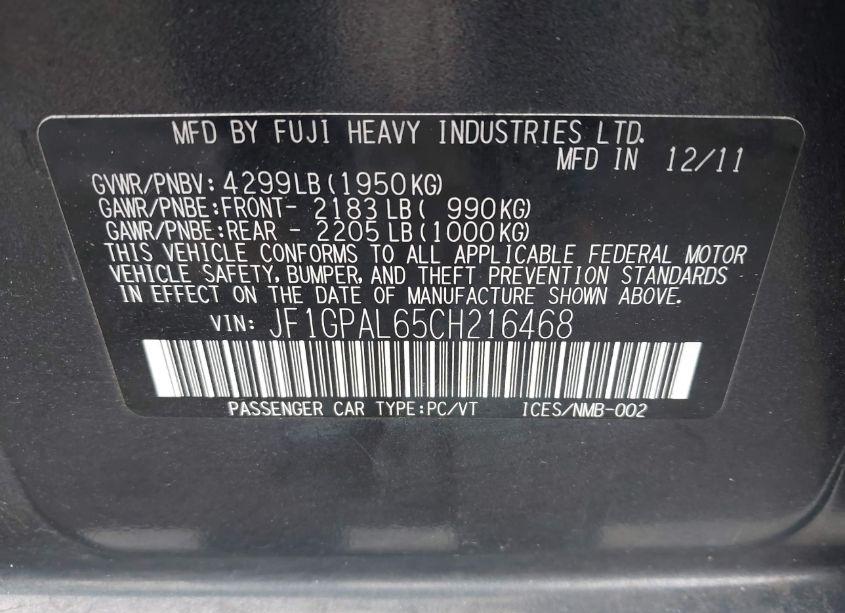 MFD BY FUJI HEAVY INDUSTRIES LTD.
MFD IN 12/11
GVWR/PNBV: 4299LB (1950KG)
GAWR/PNBE:FRONT- 2183 LB ( 990KG)
GAWR/PNBE:REAR - 2205 LB (1000KG)
THIS VEHICLE CONFORMS TO ALL APPLICABLE FEDERAL MOTOR
VEHICLE SAFETY, BUMPER, AND THEFT PREVENTION STANDARDS
IN EFFECT ON THE DATE OF MANUFACTURE SHOWN ABOVE.
VIN: JF1GPAL65CH216468
PASSENGER CAR TYPE:PC/VT ICES/NMB-002